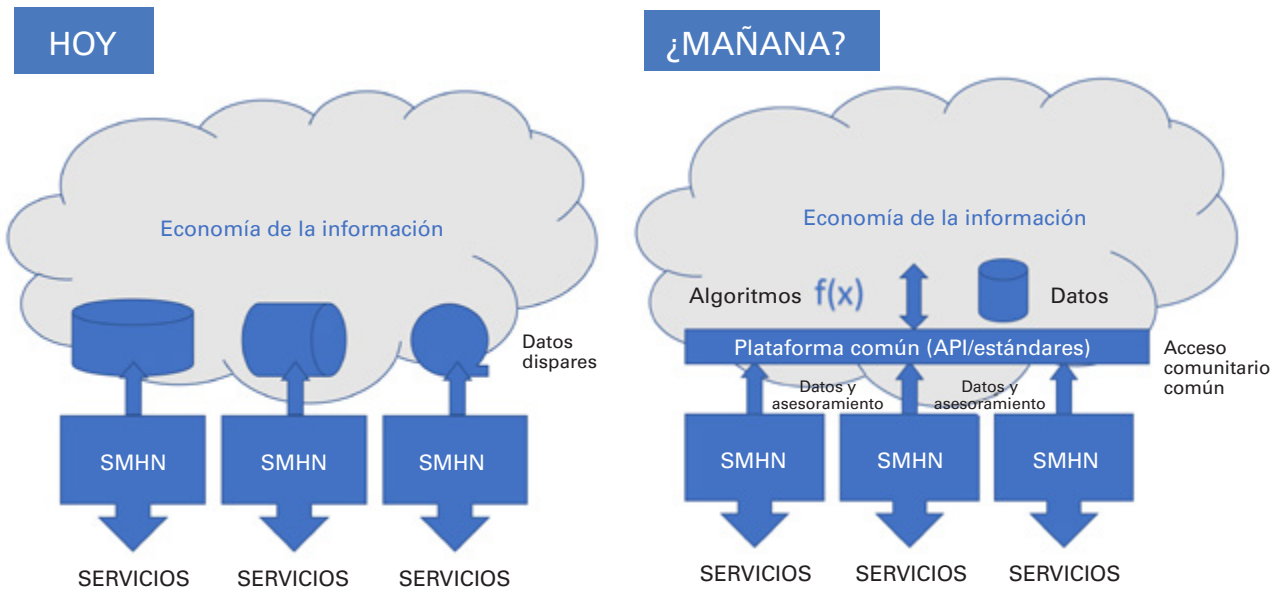 HOY
Economía de la información
Datos
dispares
SMHN
SMHN
SMHN
SERVICIOS
SERVICIOS
SERVICIOS
¿MAÑANA?
Economía de la información
Algoritmos f(x)
Datos
Plataforma común (API/estándares)
Acceso
comunitario
común
Datos y
asesoramiento
Datos y
asesoramiento
SMHN
SMHN
SMHN
SERVICIOS
SERVICIOS
SERVICIOS